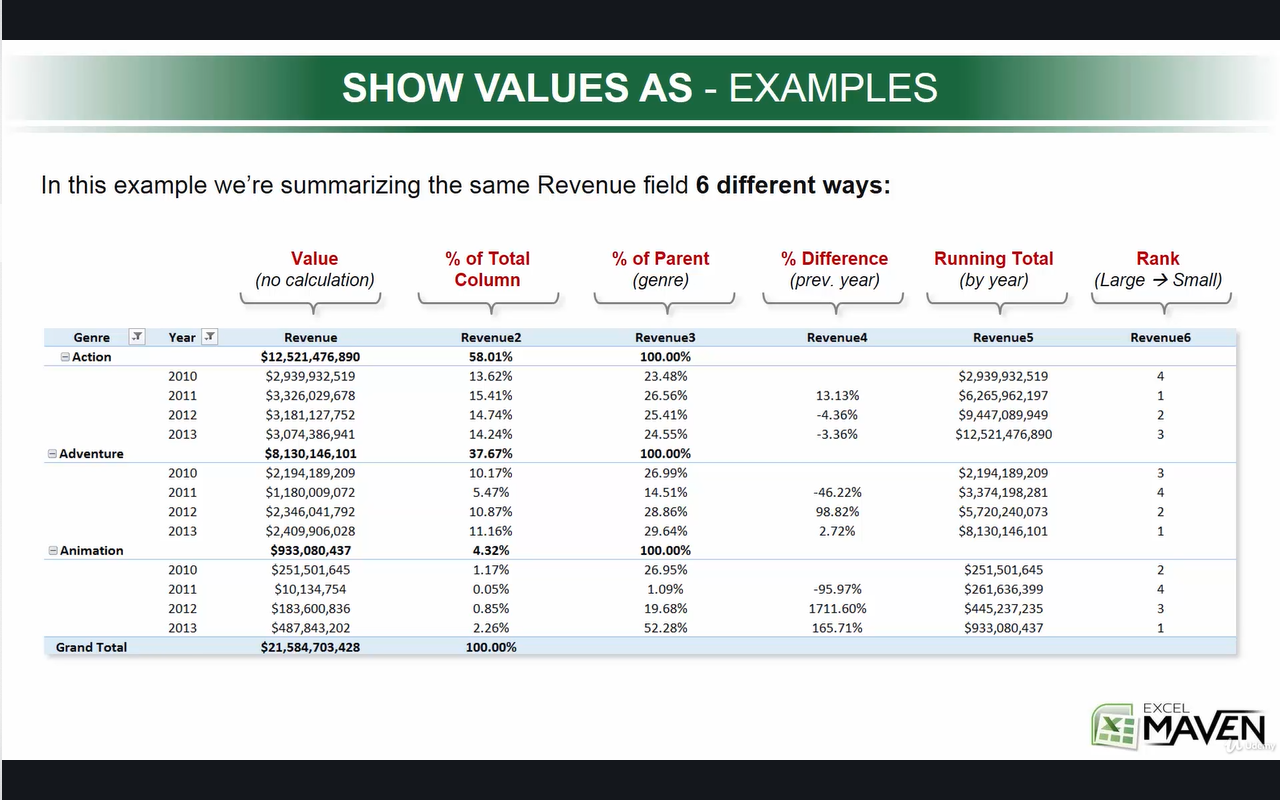 SHOW VALUES AS - EXAMPLES
In this example we’re summarizing the same Revenue field 6 different ways:
Value % of Total % of Parent % Difference Running Total Rank
(no calculation) Column (genre) (prev. year) (by year) (Large → Small)
Genre Year Revenue Revenue2 Revenue3 Revenue4 Revenue5 Revenue6
Action $12,521,476,890 58.01% 100.00%
2010 $2,939,932,519 13.62% 23.48% $2,939,932,519 4
2011 $3,326,029,678 15.41% 26.56% 13.13% $6,265,962,197 1
2012 $3,181,127,752 14.74% 25.41% -4.36% $9,447,089,949 2
2013 $3,074,386,941 14.24% 24.55% -3.36% $12,521,476,890 3
Adventure $8,130,146,101 37.67% 100.00%
2010 $2,194,189,209 10.17% 26.99% $2,194,189,209 3
2011 $1,180,009,072 5.47% 14.51% -46.22% $3,374,198,281 4
2012 $2,346,041,792 10.87% 28.86% 98.82% $5,720,240,073 2
2013 $2,409,906,028 11.16% 29.64% 2.72% $8,130,146,101 1
Animation $933,080,437 4.32% 100.00%
2010 $251,501,645 1.17% 26.95% $251,501,645 2
2011 $10,134,754 0.05% 1.09% -95.97% $261,636,399 4
2012 $183,600,836 0.85% 19.68% 1711.60% $445,237,235 3
2013 $487,843,202 2.26% 52.28% 165.71% $933,080,437 1
Grand Total $21,584,703,428 100.00%
EXCEL
MAVEN
Udemy